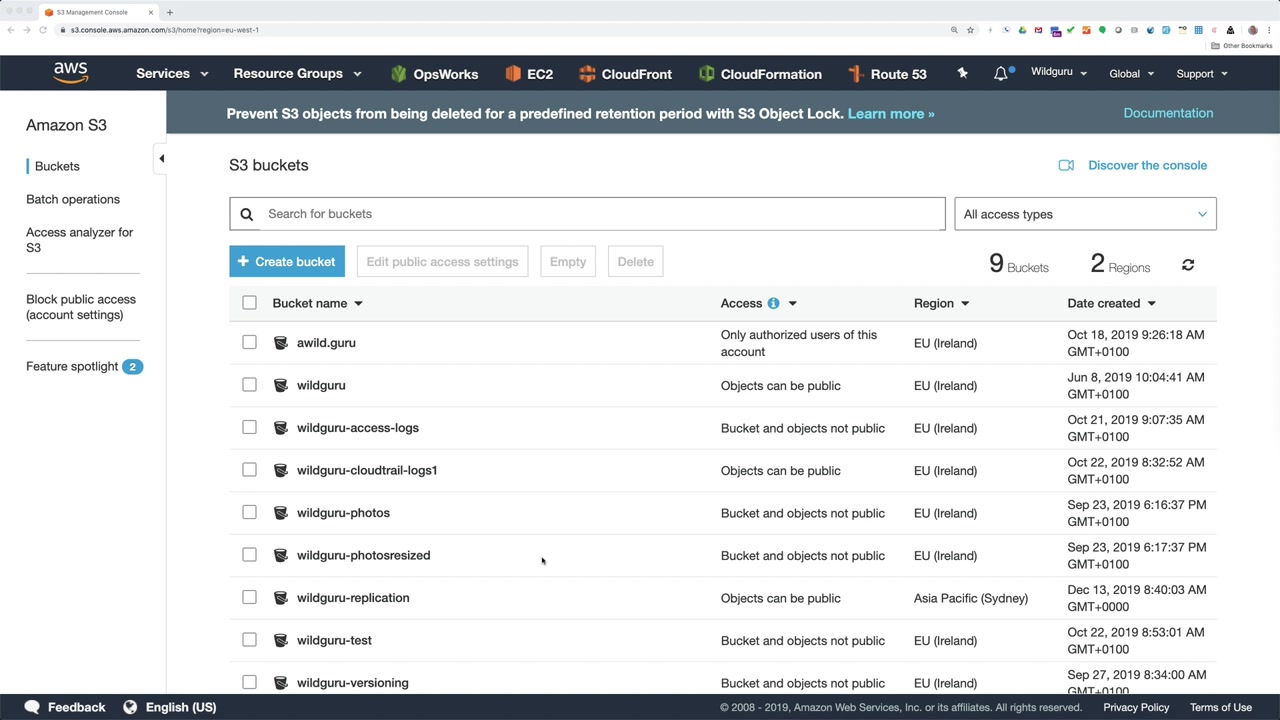 S3 Management Console
s3.console.aws.amazon.com/s3/home?region=eu-west-1
Other Bookmarks
aws
Services
Resource Groups
OpsWorks
EC2
CloudFront
CloudFormation
Route 53
Wildguru
Global
Support
Prevent S3 objects from being deleted for a predefined retention period with S3 Object Lock. Learn more »
Documentation
Amazon S3
Buckets
Batch operations
Access analyzer for
S3
Block public access
(account settings)
Feature spotlight 2
S3 buckets
Discover the console
Search for buckets
All access types
+ Create bucket
Edit public access settings
Empty
Delete
9 Buckets
2 Regions
Bucket name
Access
Region
Date created
awild.guru
Only authorized users of this
account
EU (Ireland)
Oct 18, 2019 9:26:18 AM
GMT+0100
wildguru
Objects can be public
EU (Ireland)
Jun 8, 2019 10:04:41 AM
GMT+0100
wildguru-access-logs
Bucket and objects not public
EU (Ireland)
Oct 21, 2019 9:07:35 AM
GMT+0100
wildguru-cloudtrail-logs1
Objects can be public
EU (Ireland)
Oct 22, 2019 8:32:52 AM
GMT+0100
wildguru-photos
Bucket and objects not public
EU (Ireland)
Sep 23, 2019 6:16:37 PM
GMT+0100
wildguru-photosresized
Bucket and objects not public
EU (Ireland)
Sep 23, 2019 6:17:37 PM
GMT+0100
wildguru-replication
Objects can be public
Asia Pacific (Sydney)
Dec 13, 2019 8:40:03 AM
GMT+0000
wildguru-test
Bucket and objects not public
EU (Ireland)
Oct 22, 2019 8:53:01 AM
GMT+0100
wildguru-versioning
Bucket and objects not public
EU (Ireland)
Sep 27, 2019 8:34:00 AM
GMT+0100
Feedback
English (US)
© 2008 - 2019, Amazon Web Services, Inc. or its affiliates. All rights reserved.
Privacy Policy
Terms of Use